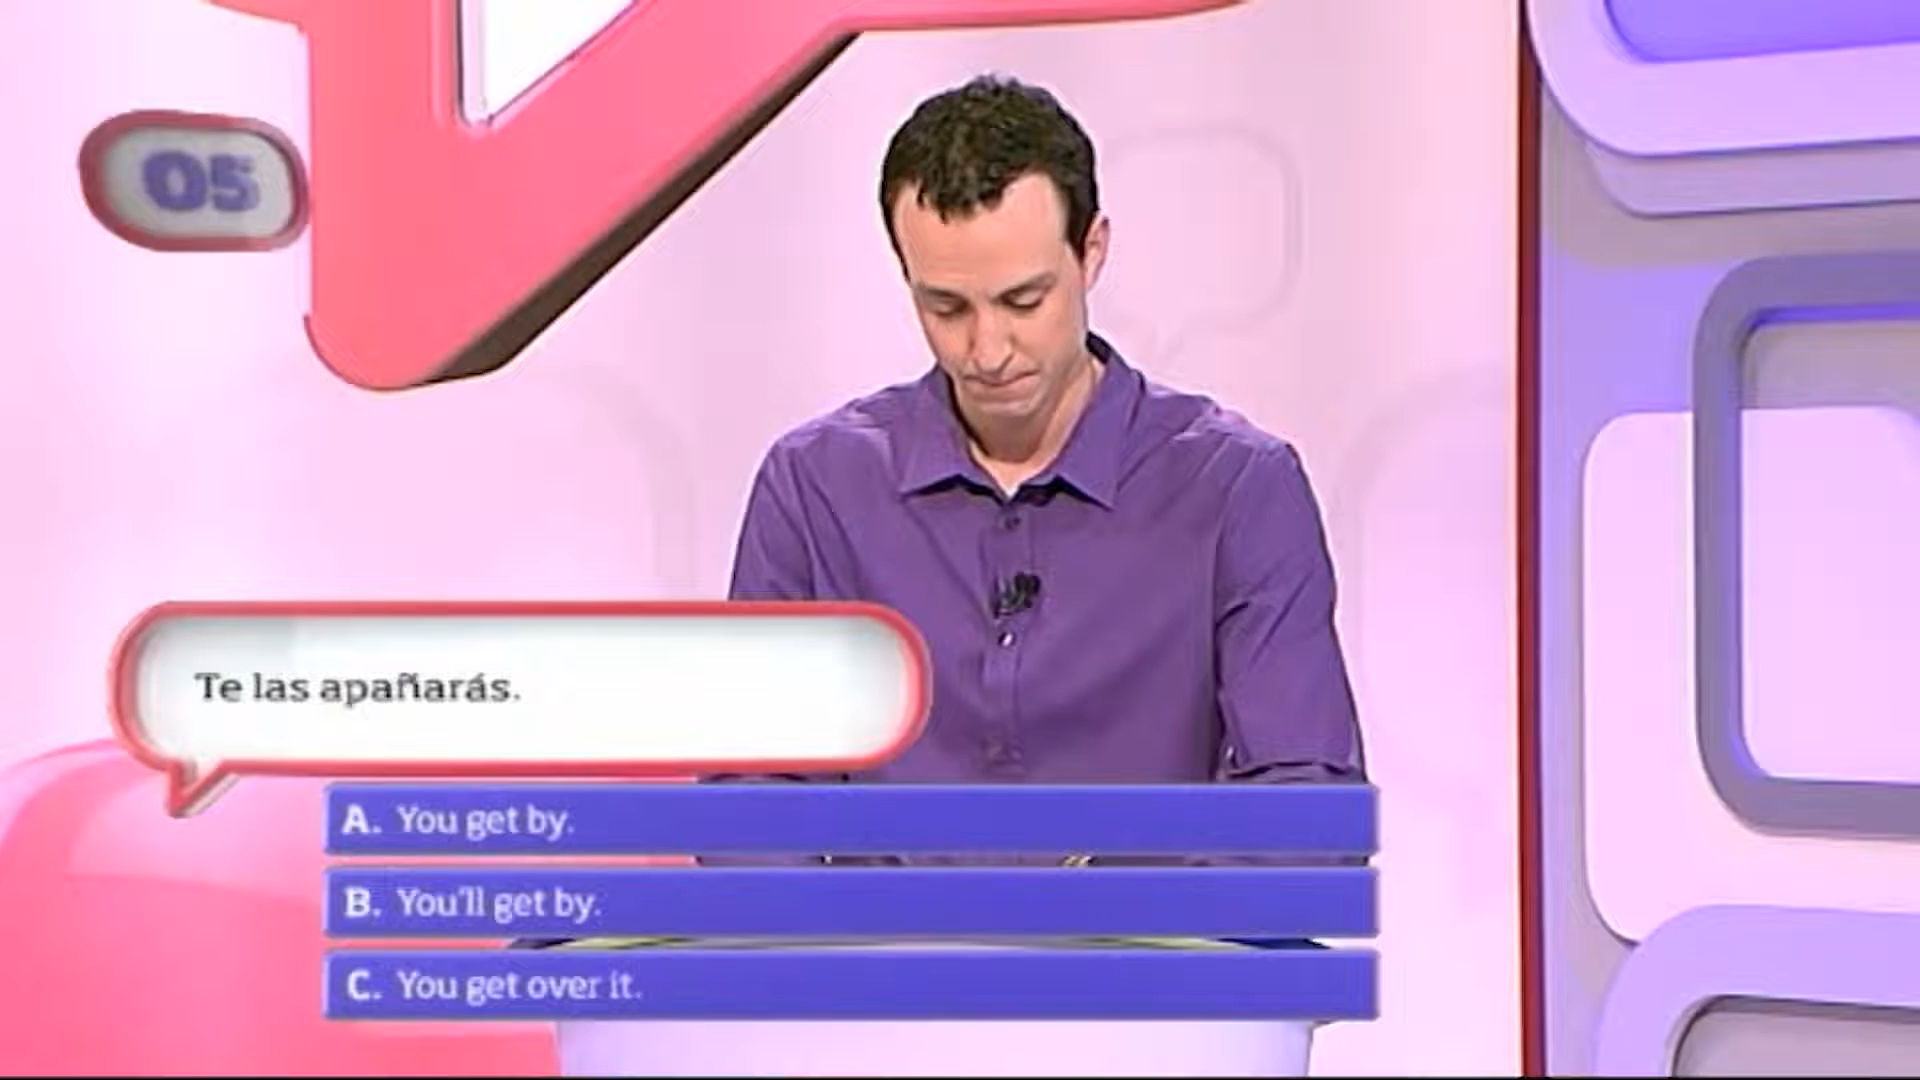 05
Te las apañarás.
A. You get by.
B. You'll get by.
C. You get over it.